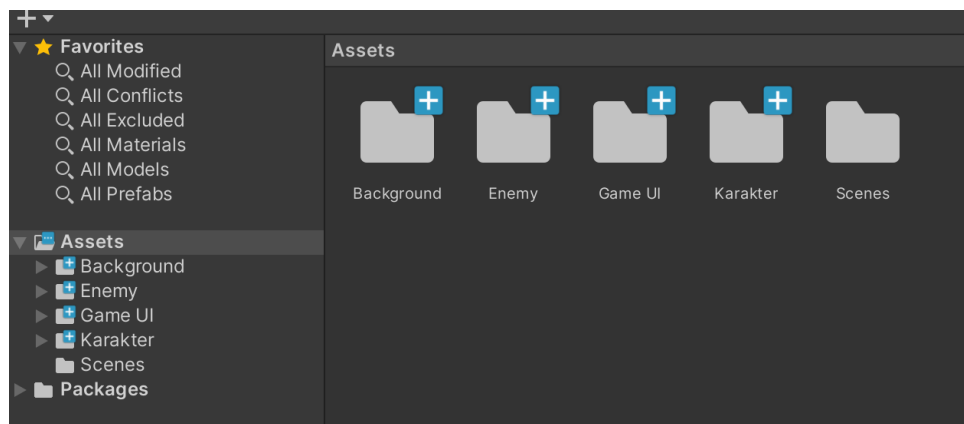 Favorites
All Modified
All Conflicts
All Excluded
All Materials
All Models
All Prefabs
Assets
Background
Enemy
Game UI
Karakter
Scenes
Packages
Assets
Background
Enemy
Game UI
Karakter
Scenes